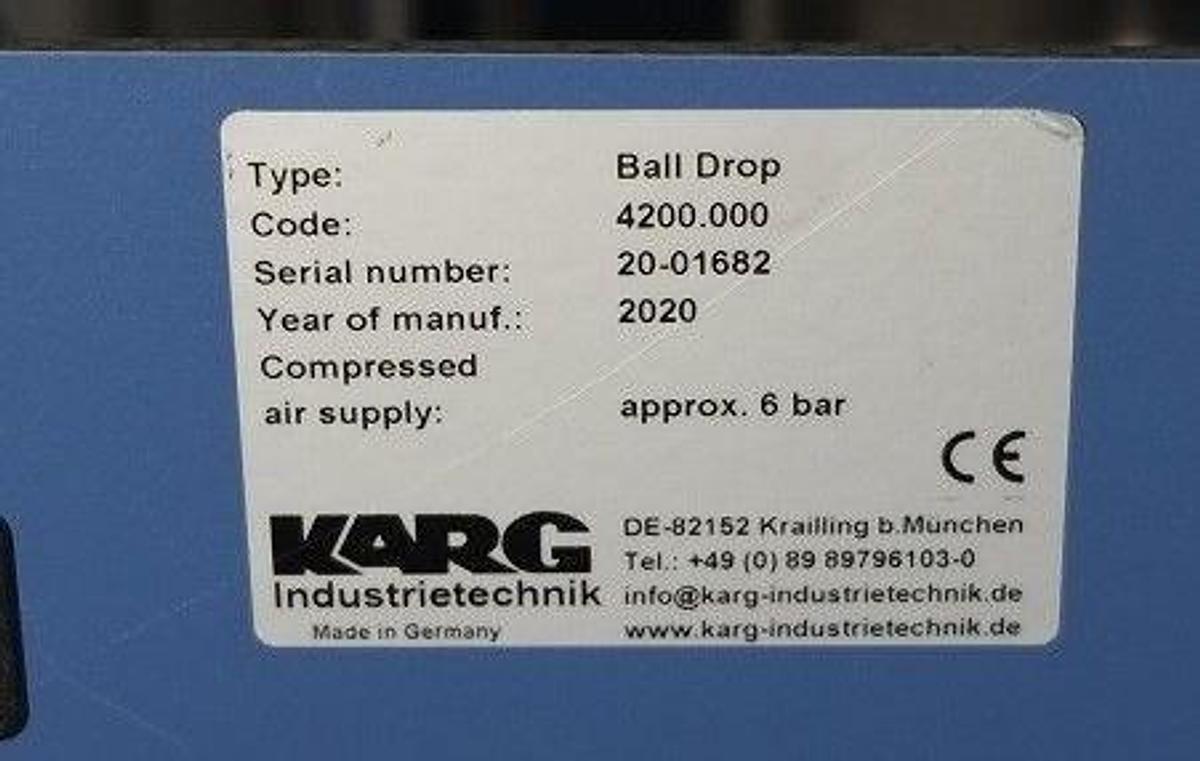 Type: Ball Drop
Code: 4200.000
Serial number: 20-01682
Year of manuf.: 2020
Compressed
air supply: approx. 6 bar
CE
KARG
Industrietechnik
Made in Germany
DE-82152 Krailling b.München
Tel.: +49 (0) 89 89796103-0
info@karg-industrietechnik.de
www.karg-industrietechnik.de